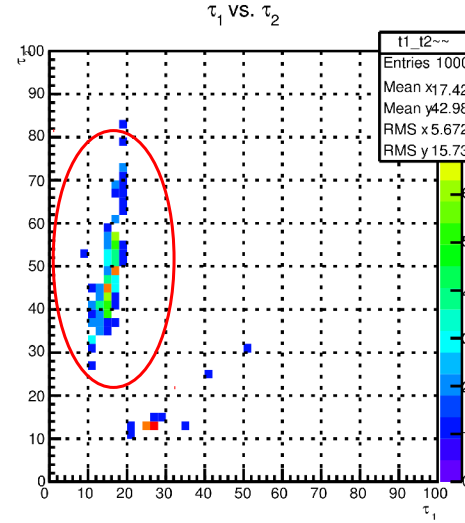 τ₁ vs. τ₂
t1_t2~~
Entries 1000
Mean x 17.42
Mean y 42.98
RMS x 5.672
RMS y 15.73
100
90
80
70
60
50
40
30
20
10
0
0 10 20 30 40 50 60 70 80 90 100
τ₁